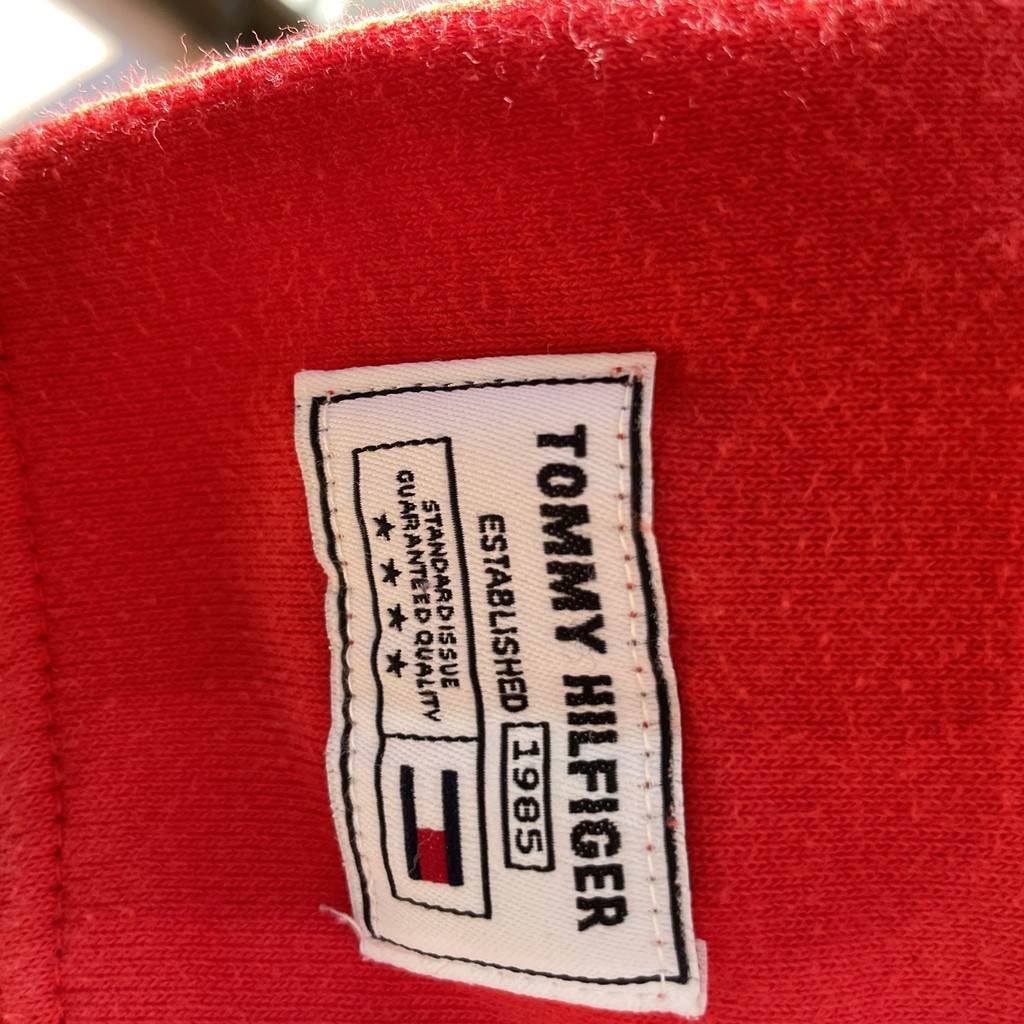 TOMMY HILFIGER
ESTABLISHED 1985
STANDARD ISSUE
GUARANTEED QUALITY